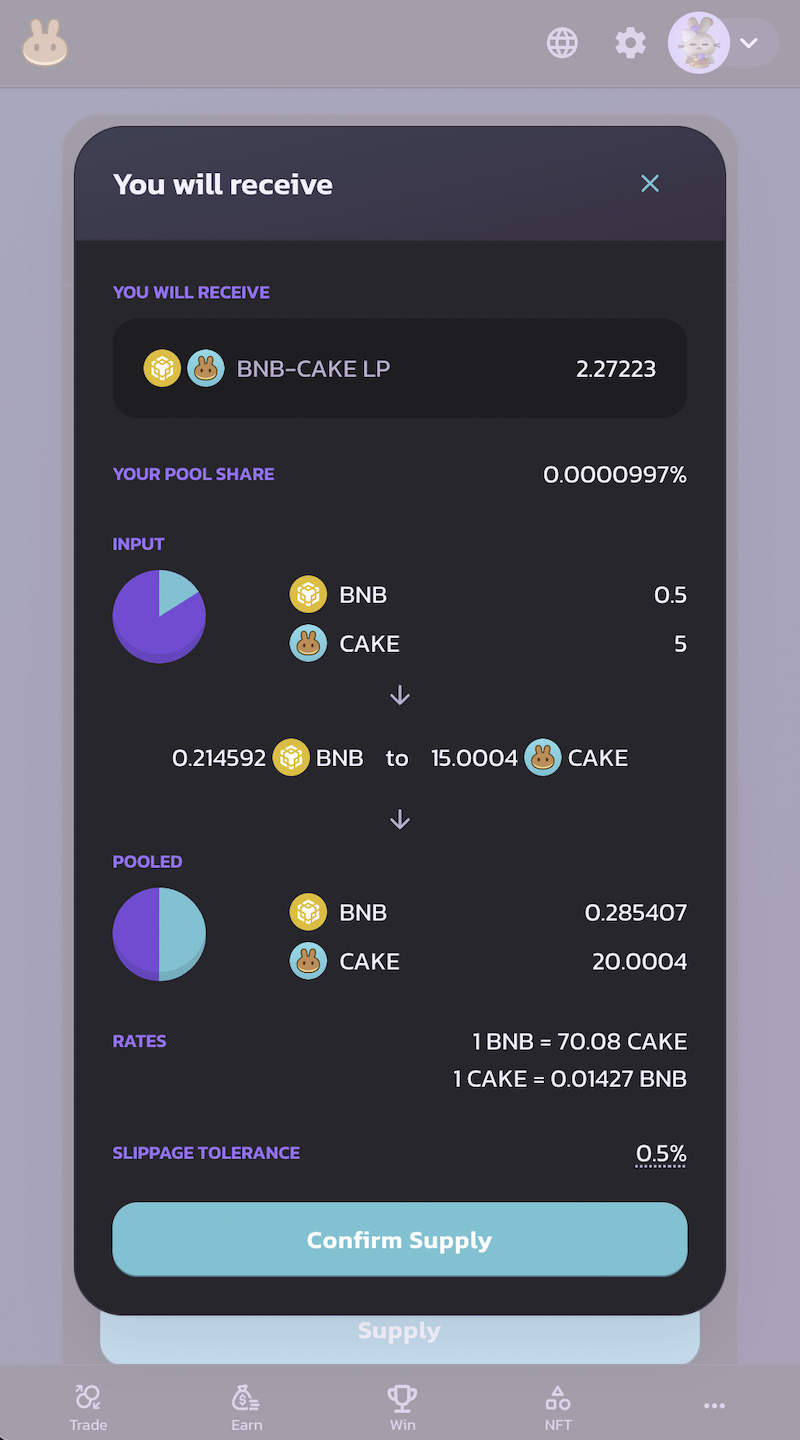 You will receive
YOU WILL RECEIVE
BNB-CAKE LP 2.27223
YOUR POOL SHARE 0.0000997%
INPUT
BNB 0.5
CAKE 5
0.214592 BNB to 15.0004 CAKE
POOLED
BNB 0.285407
CAKE 20.0004
RATES 1 BNB = 70.08 CAKE
1 CAKE = 0.01427 BNB
SLIPPAGE TOLERANCE 0.5%
Confirm Supply
Supply
Trade Earn Win NFT